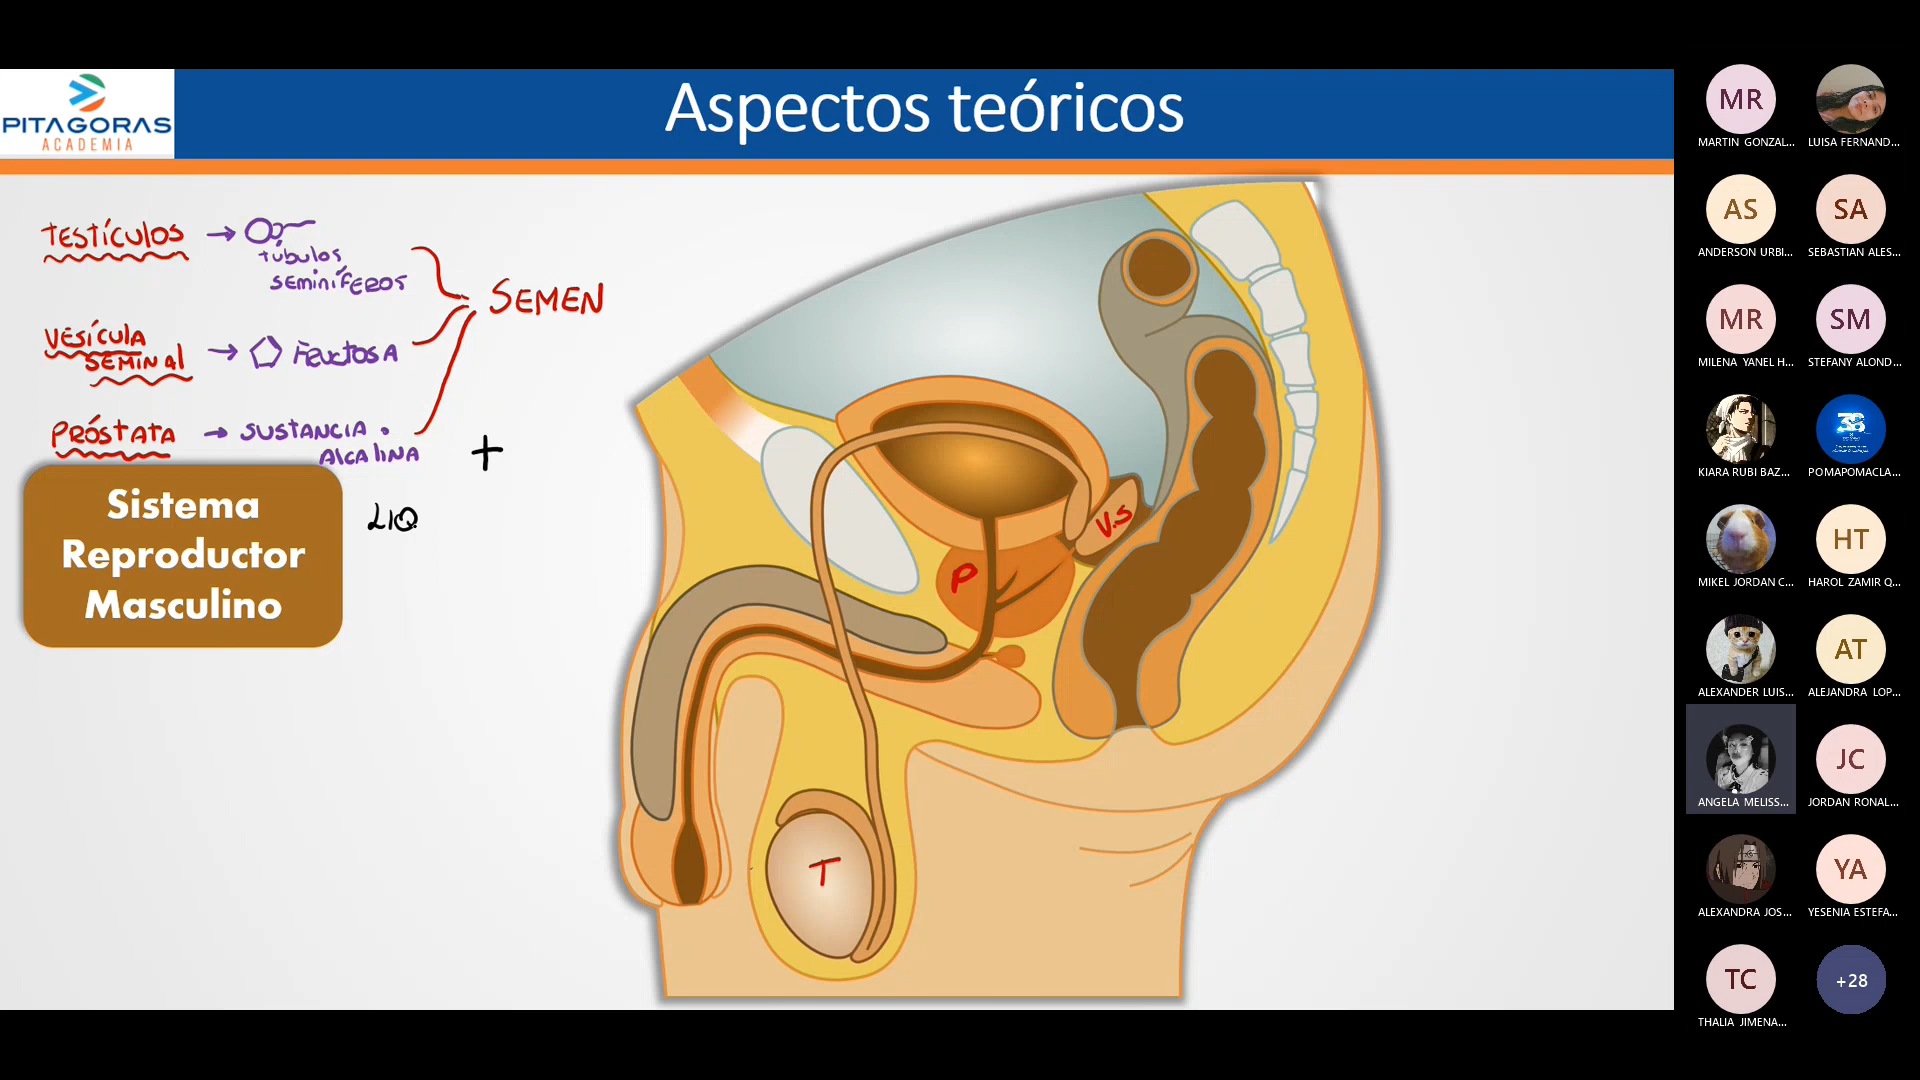 PITAGORAS
ACADEMIA
Aspectos teóricos
TESTÍCULOS →
túbulos
SEMINÍFEROS
SEMEN
VESÍCULA
SEMINAL → FRUCTOSA
PRÓSTATA → SUSTANCIA
ALCALINA
+
LIQ.
Sistema
Reproductor
Masculino
V.S
P
T
MR
MARTIN GONZAL...
LUISA FERNAND...
AS
ANDERSON URBI...
SA
SEBASTIAN ALES...
MR
MILENA YANEL H...
SM
STEFANY ALOND...
KIARA RUBI BAZ...
POMAPOMACLA...
MIKEL JORDAN C...
HT
HAROL ZAMIR Q...
ALEXANDER LUIS...
AT
ALEJANDRA LOP...
ANGELA MELISS...
JC
JORDAN RONAL...
ALEXANDRA JOS...
YA
YESENIA ESTEFA...
TC
THALIA JIMENA...
+28